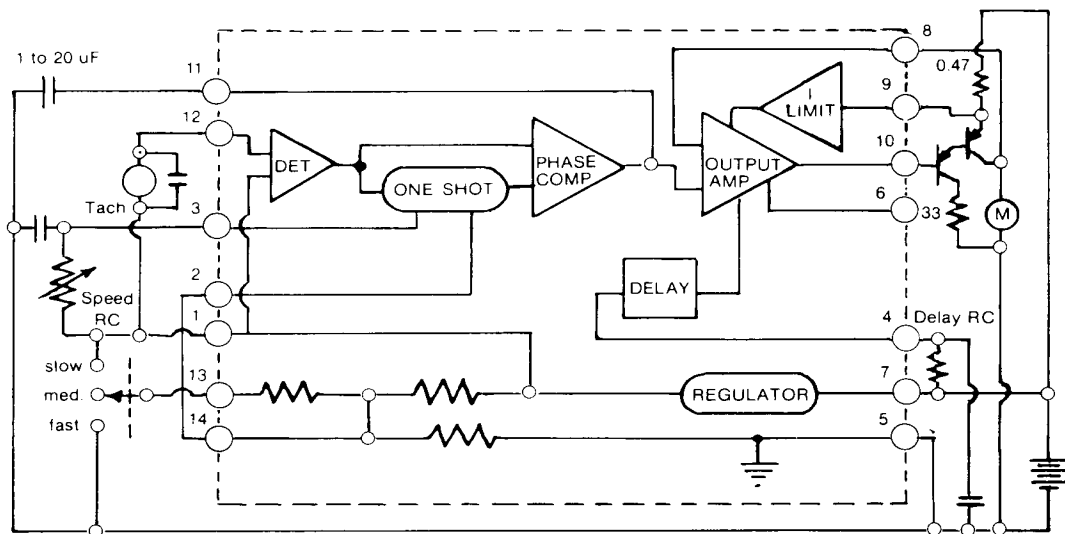 1 to 20 uF
11
12
Tach
3
2
Speed
RC
1
slow
med.
fast
13
14
DET
ONE SHOT
PHASE
COMP
OUTPUT
AMP
I
LIMIT
DELAY
REGULATOR
8
0.47
9
10
6
33
M
4
Delay RC
7
5